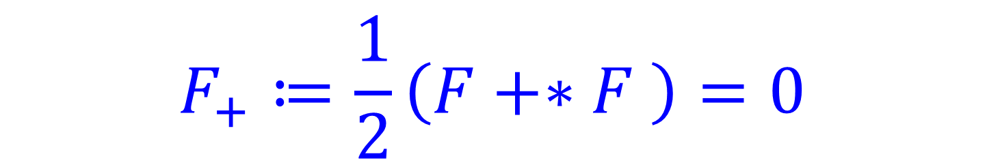 F₊ := 1/2 (F +∗ F ) = 0